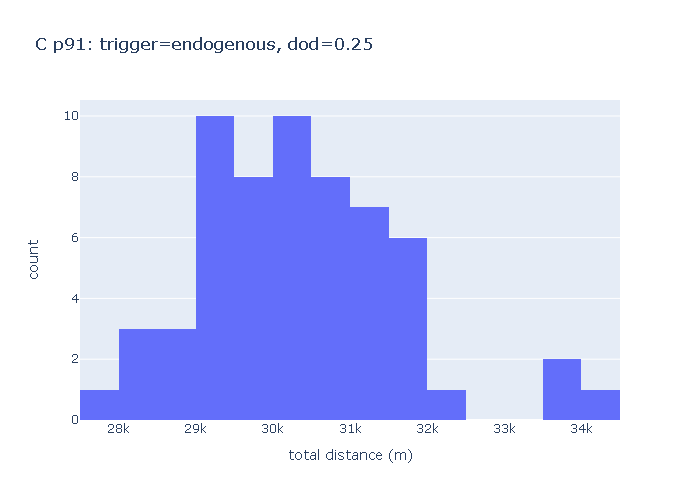 C p91: trigger=endogenous, dod=0.25
10
8
6
4
2
0
count
28k 29k 30k 31k 32k 33k 34k
total distance (m)